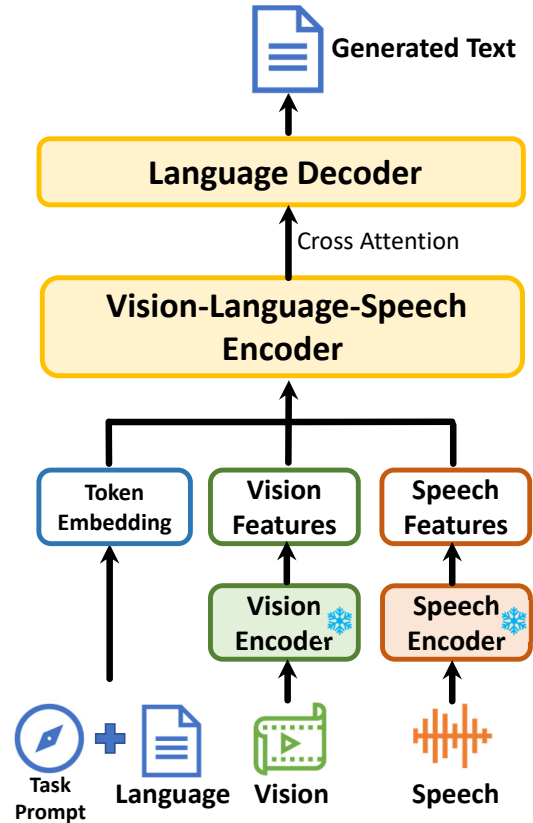 Generated Text
Language Decoder
Cross Attention
Vision-Language-Speech
Encoder
Token
Embedding
Vision
Features
Speech
Features
Vision
Encoder
Speech
Encoder
Task
Prompt
Language
Vision
Speech